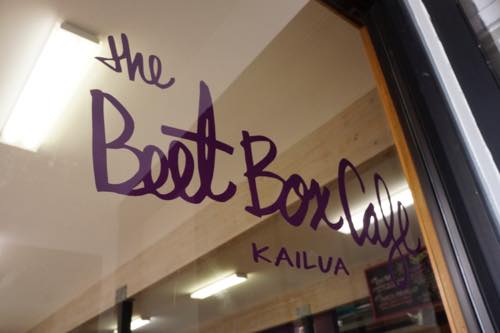 the
Beet Box Cafe
KAILUA